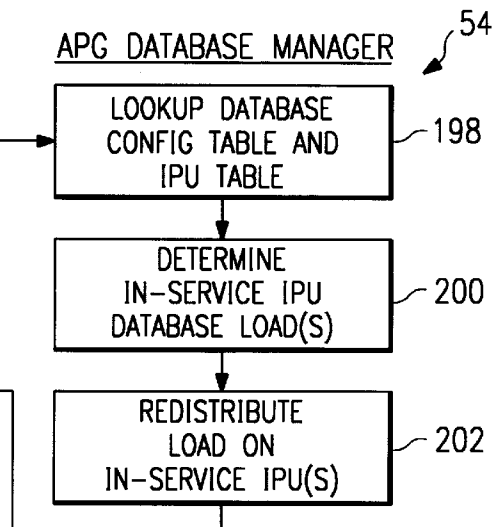 54
APG DATABASE MANAGER
LOOKUP DATABASE
CONFIG TABLE AND
IPU TABLE
198
DETERMINE
IN-SERVICE IPU
DATABASE LOAD(S)
200
REDISTRIBUTE
LOAD ON
IN-SERVICE IPU(S)
202